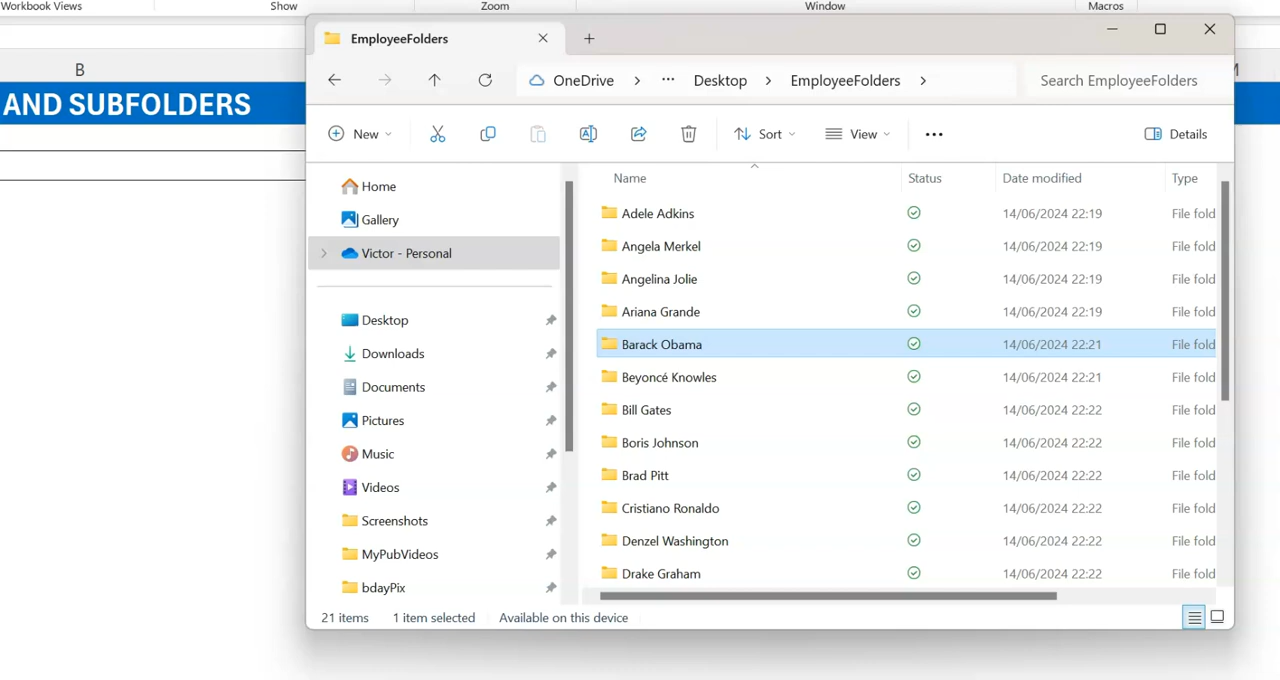 Workbook Views Show Zoom Window Macros
B
AND SUBFOLDERS
EmployeeFolders
OneDrive > ... Desktop > EmployeeFolders > Search EmployeeFolders
New Sort View ... Details
Home
Gallery
Victor - Personal
Desktop
Downloads
Documents
Pictures
Music
Videos
Screenshots
MyPubVideos
bdayPix
Name Status Date modified Type
Adele Adkins 14/06/2024 22:19 File fold
Angela Merkel 14/06/2024 22:19 File fold
Angelina Jolie 14/06/2024 22:19 File fold
Ariana Grande 14/06/2024 22:19 File fold
Barack Obama 14/06/2024 22:21 File fold
Beyoncé Knowles 14/06/2024 22:21 File fold
Bill Gates 14/06/2024 22:22 File fold
Boris Johnson 14/06/2024 22:22 File fold
Brad Pitt 14/06/2024 22:22 File fold
Cristiano Ronaldo 14/06/2024 22:22 File fold
Denzel Washington 14/06/2024 22:22 File fold
Drake Graham 14/06/2024 22:22 File fold
21 items 1 item selected Available on this device